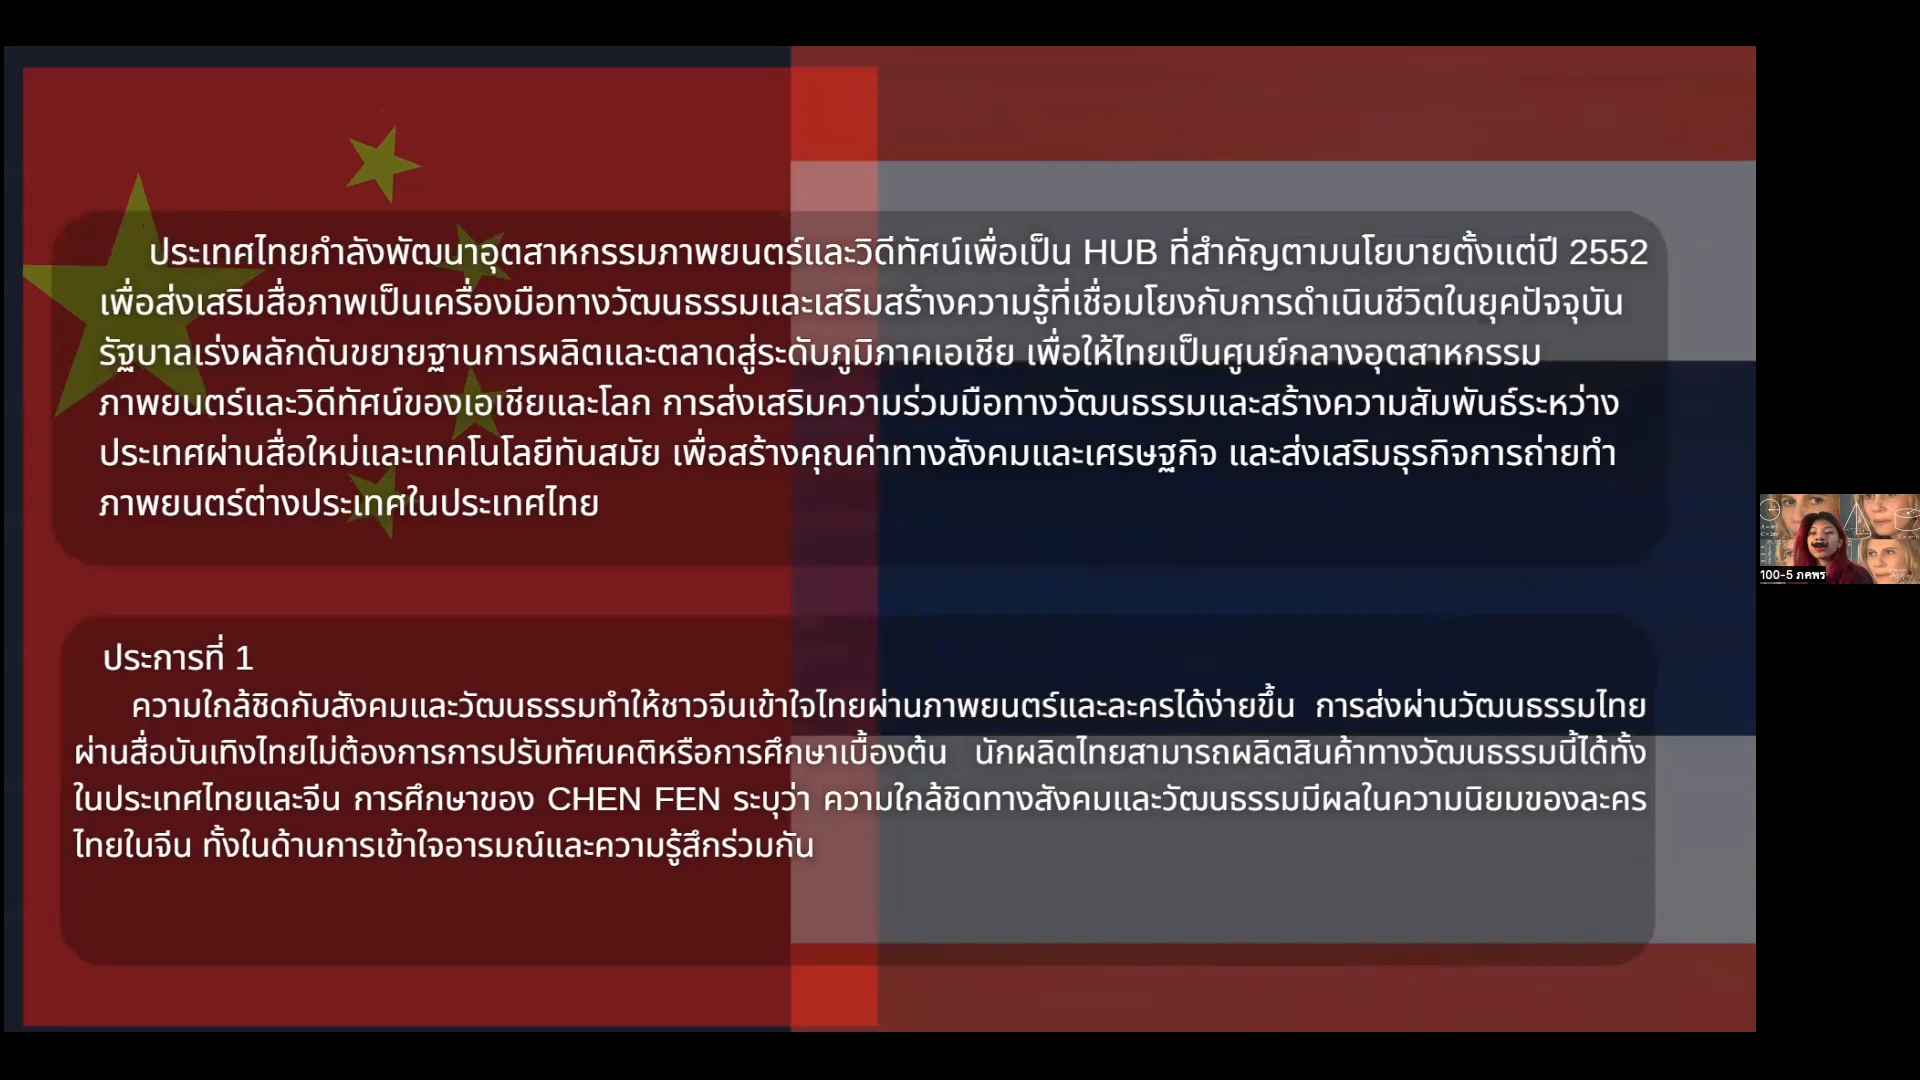 ประเทศไทยกำลังพัฒนาอุตสาหกรรมภาพยนตร์และวิดีทัศน์เพื่อเป็น HUB ที่สำคัญตามนโยบายตั้งแต่ปี 2552
เพื่อส่งเสริมสื่อภาพเป็นเครื่องมือทางวัฒนธรรมและเสริมสร้างความรู้ที่เชื่อมโยงกับการดำเนินชีวิตในยุคปัจจุบัน
รัฐบาลเร่งผลักดันขยายฐานการผลิตและตลาดสู่ระดับภูมิภาคเอเชีย เพื่อให้ไทยเป็นศูนย์กลางอุตสาหกรรม
ภาพยนตร์และวิดีทัศน์ของเอเชียและโลก การส่งเสริมความร่วมมือทางวัฒนธรรมและสร้างความสัมพันธ์ระหว่าง
ประเทศผ่านสื่อใหม่และเทคโนโลยีทันสมัย เพื่อสร้างคุณค่าทางสังคมและเศรษฐกิจ และส่งเสริมธุรกิจการถ่ายทำ
ภาพยนตร์ต่างประเทศในประเทศไทย
ประการที่ 1
ความใกล้ชิดกับสังคมและวัฒนธรรมทำให้ชาวจีนเข้าใจไทยผ่านภาพยนตร์และละครได้ง่ายขึ้น การส่งผ่านวัฒนธรรมไทย
ผ่านสื่อบันเทิงไทยไม่ต้องการการปรับทัศนคติหรือการศึกษาเบื้องต้น นักผลิตไทยสามารถผลิตสินค้าทางวัฒนธรรมนี้ได้ทั้ง
ในประเทศไทยและจีน การศึกษาของ CHEN FEN ระบุว่า ความใกล้ชิดทางสังคมและวัฒนธรรมมีผลในความนิยมของละคร
ไทยในจีน ทั้งในด้านการเข้าใจอารมณ์และความรู้สึกร่วมกัน
100-5 ภคพร